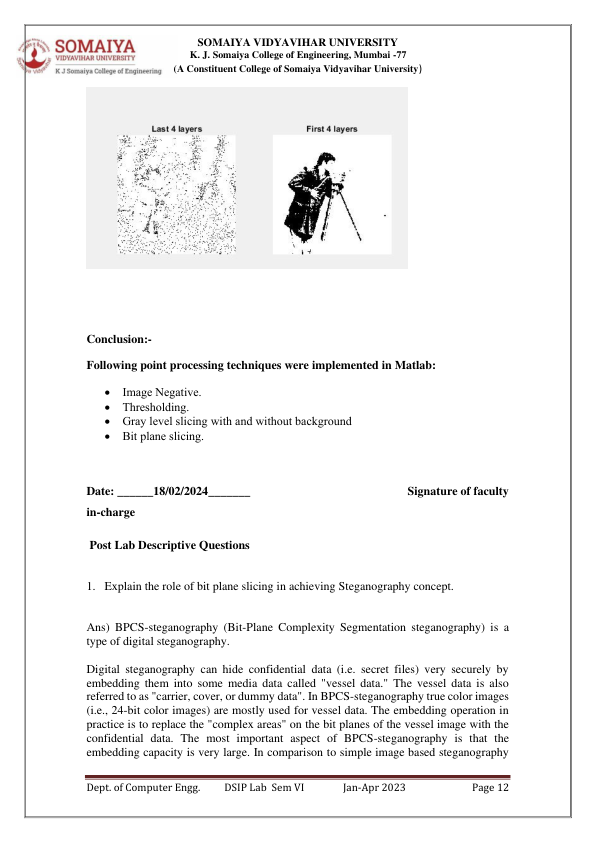 SOMAIYA
VIDYAVIHAR UNIVERSITY
K J Somaiya College of Engineering
SOMAIYA VIDYAVIHAR UNIVERSITY
K. J. Somaiya College of Engineering, Mumbai -77
(A Constituent College of Somaiya Vidyavihar University)
Last 4 layers
First 4 layers
Conclusion:-
Following point processing techniques were implemented in Matlab:
• Image Negative.
• Thresholding.
• Gray level slicing with and without background
• Bit plane slicing.
Date: ______18/02/2024_______ Signature of faculty
in-charge
Post Lab Descriptive Questions
1. Explain the role of bit plane slicing in achieving Steganography concept.
Ans) BPCS-steganography (Bit-Plane Complexity Segmentation steganography) is a
type of digital steganography.
Digital steganography can hide confidential data (i.e. secret files) very securely by
embedding them into some media data called "vessel data." The vessel data is also
referred to as "carrier, cover, or dummy data". In BPCS-steganography true color images
(i.e., 24-bit color images) are mostly used for vessel data. The embedding operation in
practice is to replace the "complex areas" on the bit planes of the vessel image with the
confidential data. The most important aspect of BPCS-steganography is that the
embedding capacity is very large. In comparison to simple image based steganography
Dept. of Computer Engg. DSIP Lab Sem VI Jan-Apr 2023 Page 12